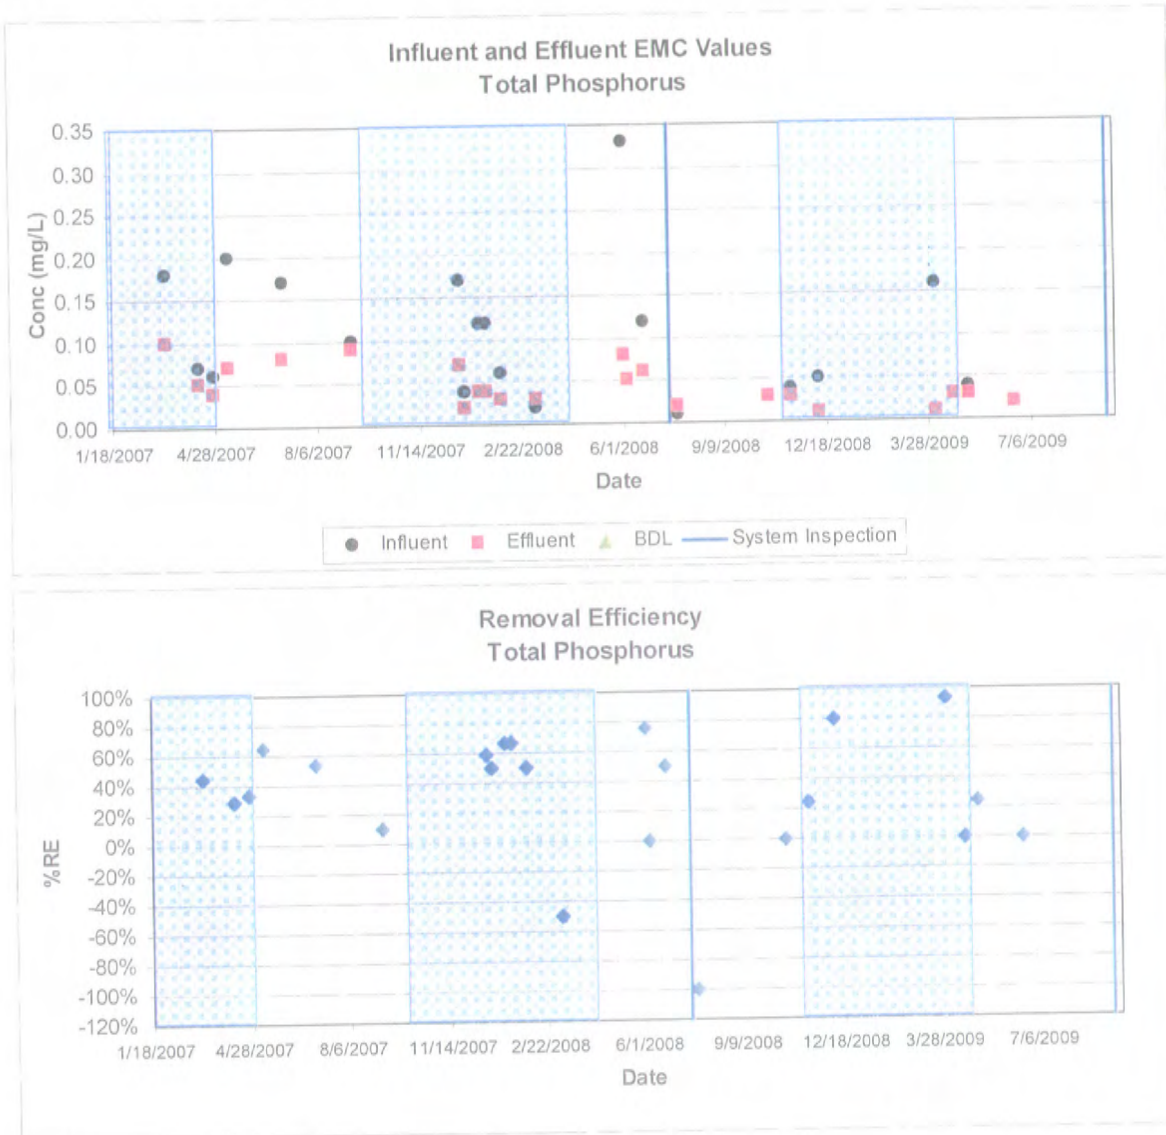 Influent and Effluent EMC Values
Total Phosphorus
Conc (mg/L)
0.35
0.30
0.25
0.20
0.15
0.10
0.05
0.00
1/18/2007 4/28/2007 8/6/2007 11/14/2007 2/22/2008 6/1/2008 9/9/2008 12/18/2008 3/28/2009 7/6/2009
Date
Influent Effluent BDL System Inspection
Removal Efficiency
Total Phosphorus
%RE
100%
80%
60%
40%
20%
0%
-20%
-40%
-60%
-80%
-100%
-120%
1/18/2007 4/28/2007 8/6/2007 11/14/2007 2/22/2008 6/1/2008 9/9/2008 12/18/2008 3/28/2009 7/6/2009
Date